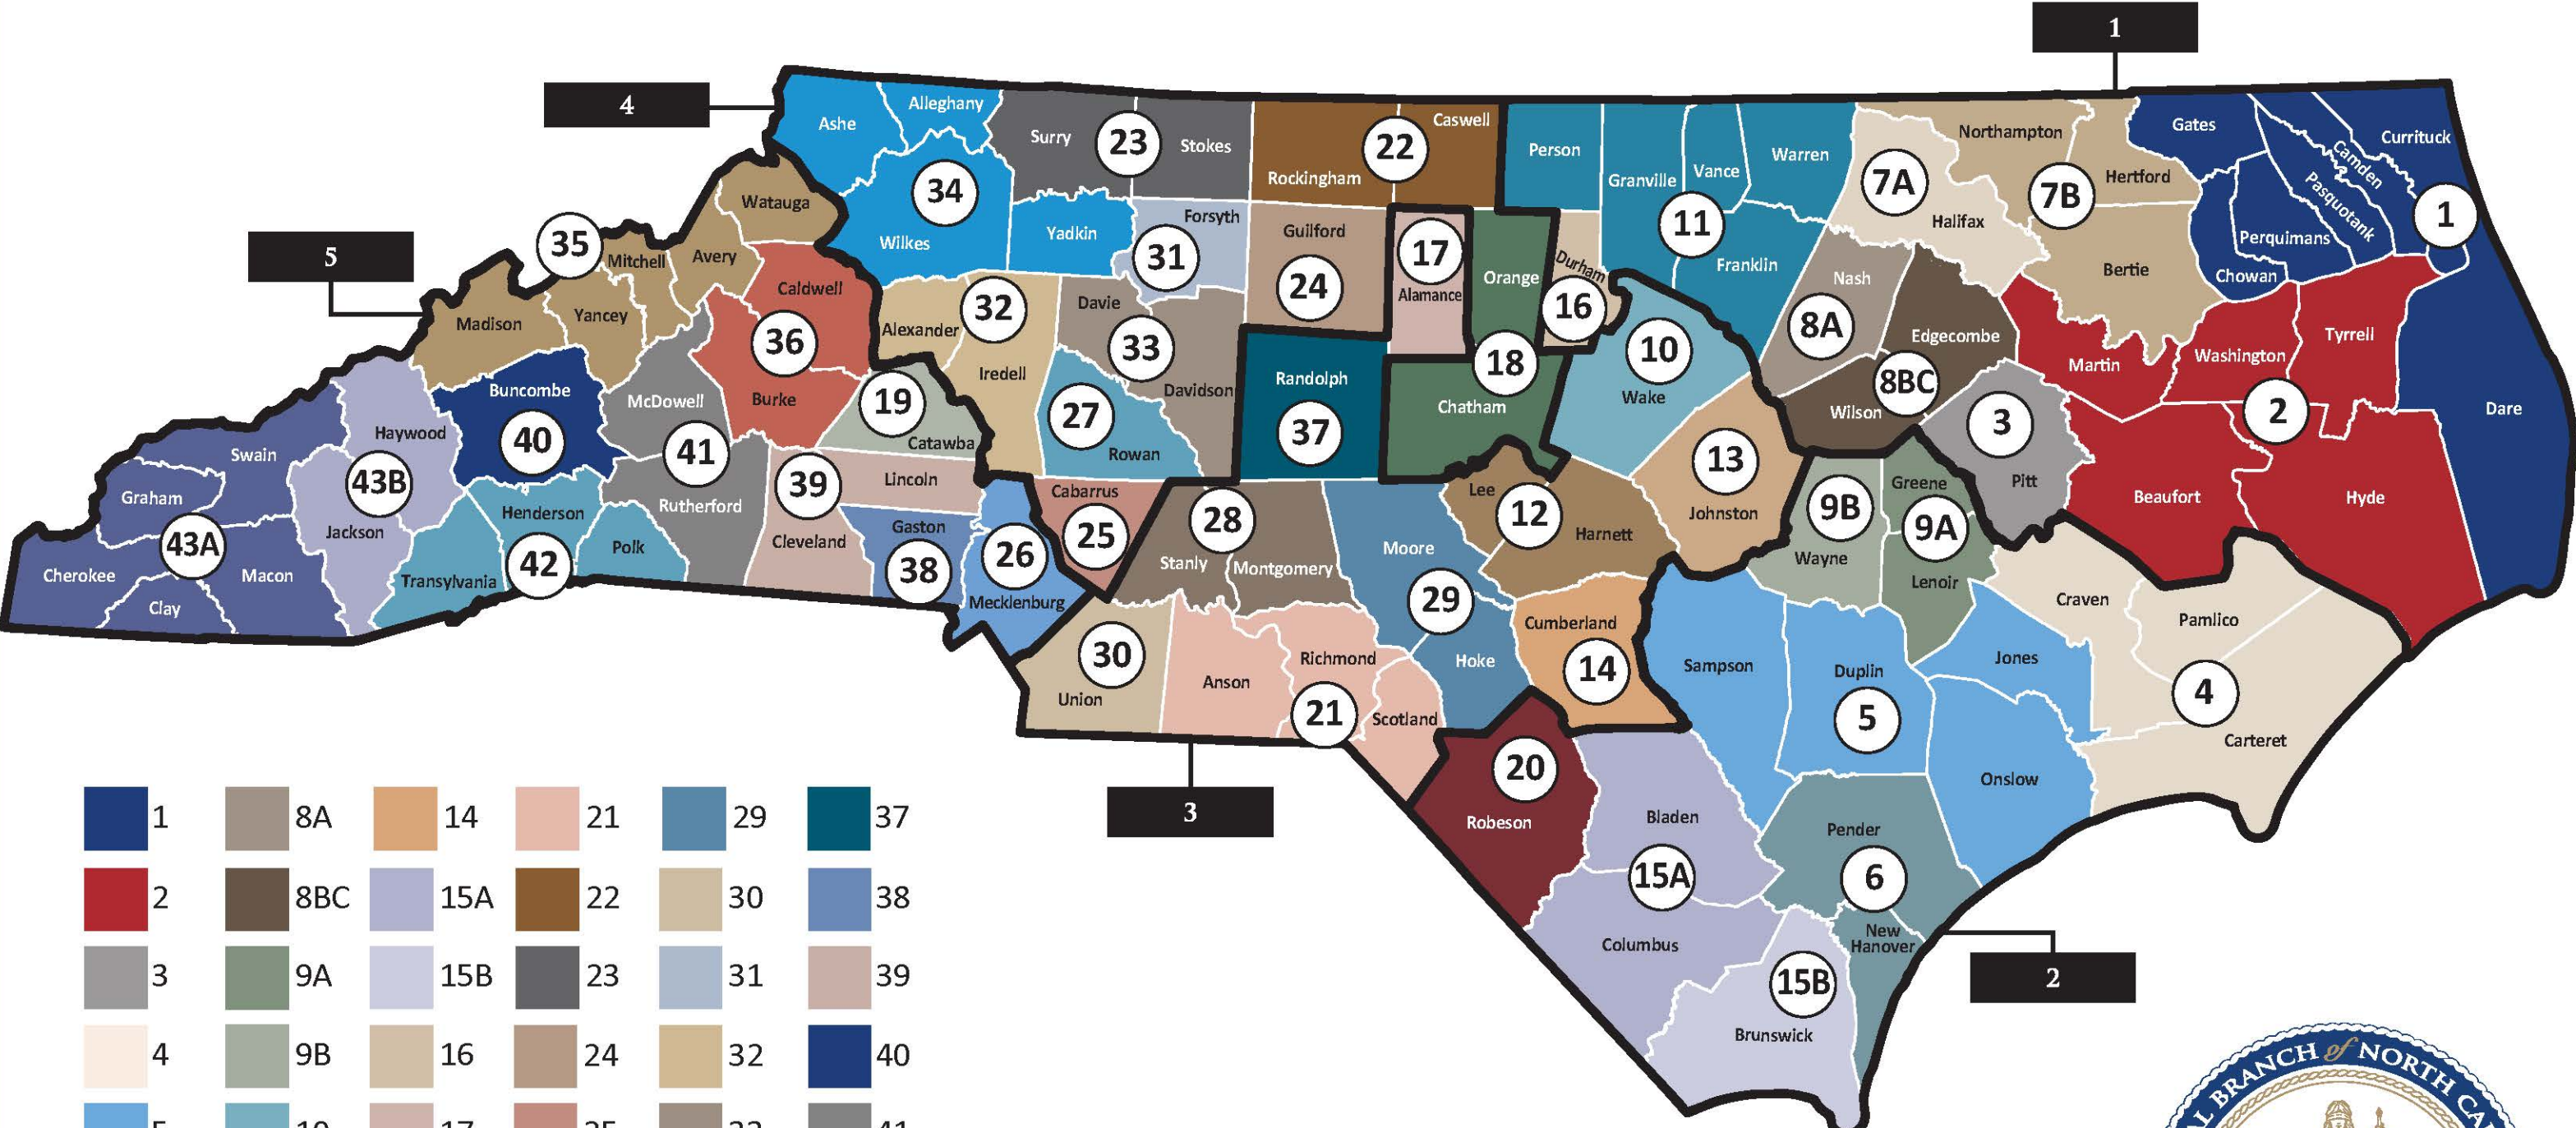 1
4
5
2
3
Ashe
Alleghany
34
Wilkes
Yadkin
Surry
23
Stokes
22
Caswell
Rockingham
Person
Granville
Vance
Warren
11
Franklin
7A
Halifax
Northampton
7B
Hertford
Bertie
Gates
Currituck
Camden
Pasquotank
Perquimans
Chowan
1
Dare
35
Watauga
Avery
Mitchell
Yancey
Madison
Caldwell
36
Burke
Alexander
32
Iredell
Forsyth
31
Davie
33
Davidson
Guilford
24
17
Alamance
Orange
18
Chatham
Durham
16
10
Wake
Nash
8A
Edgecombe
8BC
Wilson
Martin
Washington
Tyrrell
2
Beaufort
Hyde
3
Pitt
Buncombe
40
McDowell
41
Rutherford
19
Catawba
27
Rowan
Randolph
37
13
Johnston
9B
Wayne
Greene
9A
Lenoir
Swain
Graham
43A
Cherokee
Clay
Macon
Haywood
43B
Jackson
Henderson
42
Transylvania
Polk
39
Lincoln
Cleveland
Gaston
38
26
Mecklenburg
Cabarrus
25
28
Stanly
Montgomery
Lee
12
Harnett
Moore
29
Hoke
Cumberland
14
30
Union
Anson
Richmond
21
Scotland
Sampson
Duplin
5
Jones
Onslow
Craven
Pamlico
4
Carteret
20
Robeson
Bladen
15A
Columbus
15B
Brunswick
Pender
6
New
Hanover
1 8A 14 21 29 37
2 8BC 15A 22 30 38
3 9A 15B 23 31 39
4 9B 16 24 32 40
5 10 17 25 33 41
BRANCH of NORTH